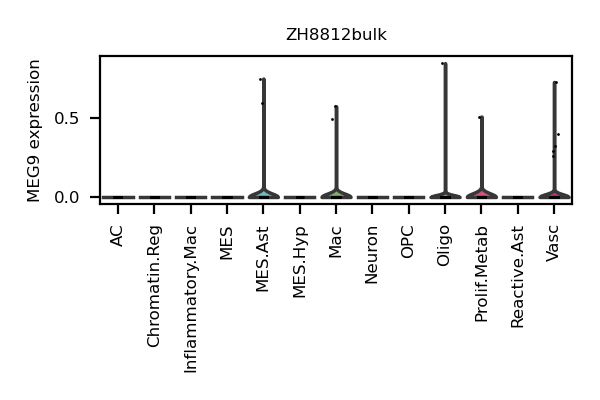 ZH8812bulk
MEG9 expression
0.5
0.0
AC
Chromatin.Reg
Inflammatory.Mac
MES
MES.Ast
MES.Hyp
Mac
Neuron
OPC
Oligo
Prolif.Metab
Reactive.Ast
Vasc